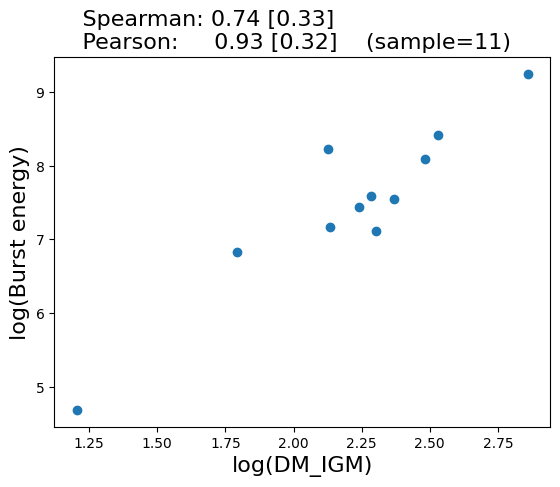 Spearman: 0.74 [0.33]
Pearson: 0.93 [0.32] (sample=11)
log(Burst energy)
9
8
7
6
5
1.25 1.50 1.75 2.00 2.25 2.50 2.75
log(DM_IGM)